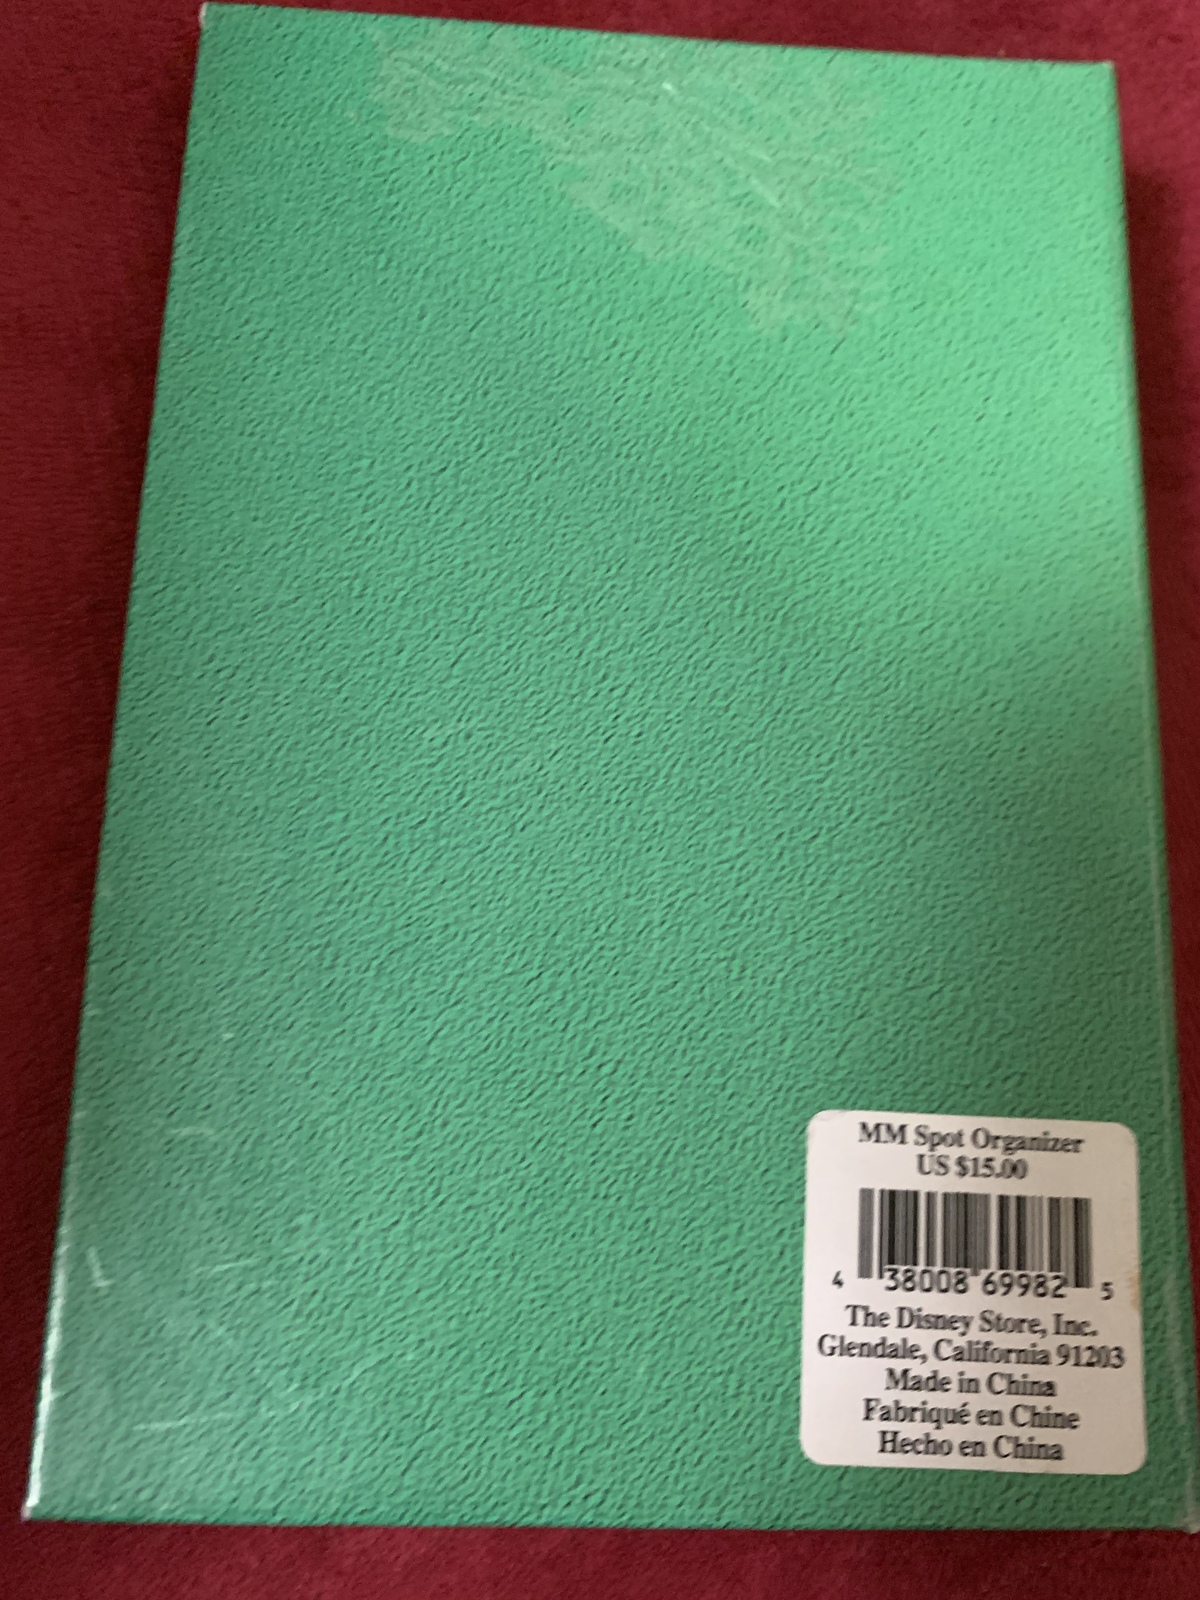 MM Spot Organizer
US $15.00
4 38008 69982 5
The Disney Store, Inc.
Glendale, California 91203
Made in China
Fabriqué en Chine
Hecho en China